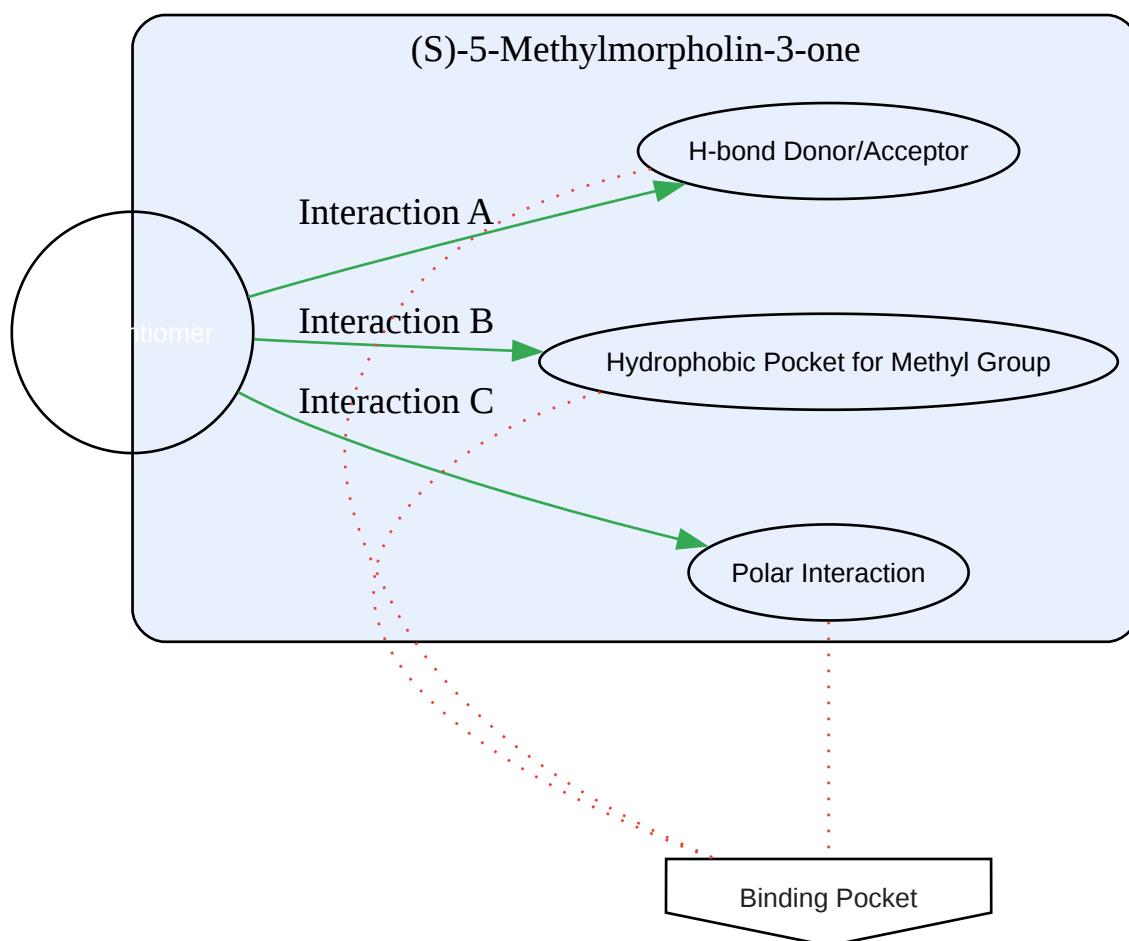 (S)-5-Methylmorpholin-3-one
H-bond Donor/Acceptor
Interaction A
Interaction B
Hydrophobic Pocket for Methyl Group
Interaction C
Polar Interaction
Binding Pocket